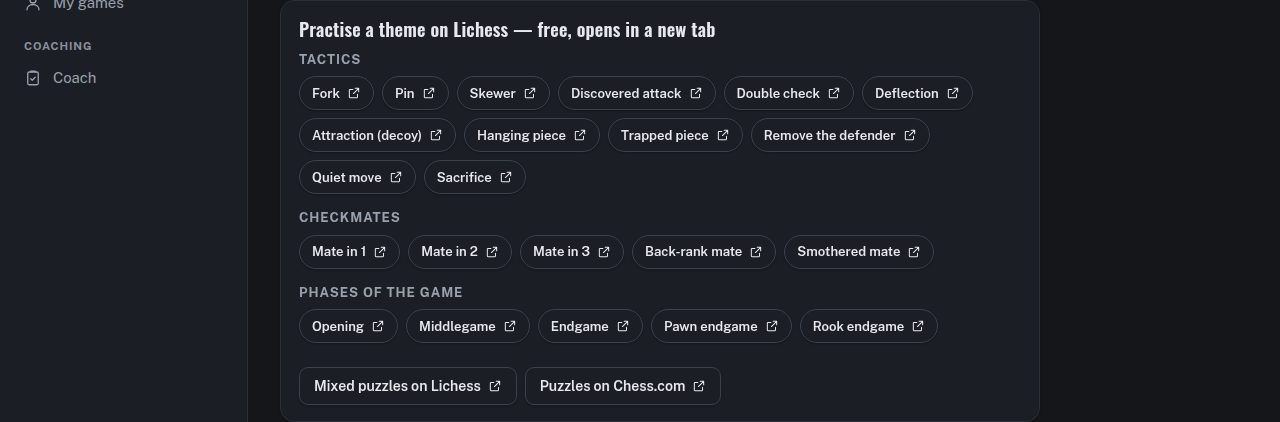 My games
COACHING
Coach
Practise a theme on Lichess — free, opens in a new tab
TACTICS
Fork Pin Skewer Discovered attack Double check Deflection
Attraction (decoy) Hanging piece Trapped piece Remove the defender
Quiet move Sacrifice
CHECKMATES
Mate in 1 Mate in 2 Mate in 3 Back-rank mate Smothered mate
PHASES OF THE GAME
Opening Middlegame Endgame Pawn endgame Rook endgame
Mixed puzzles on Lichess Puzzles on Chess.com